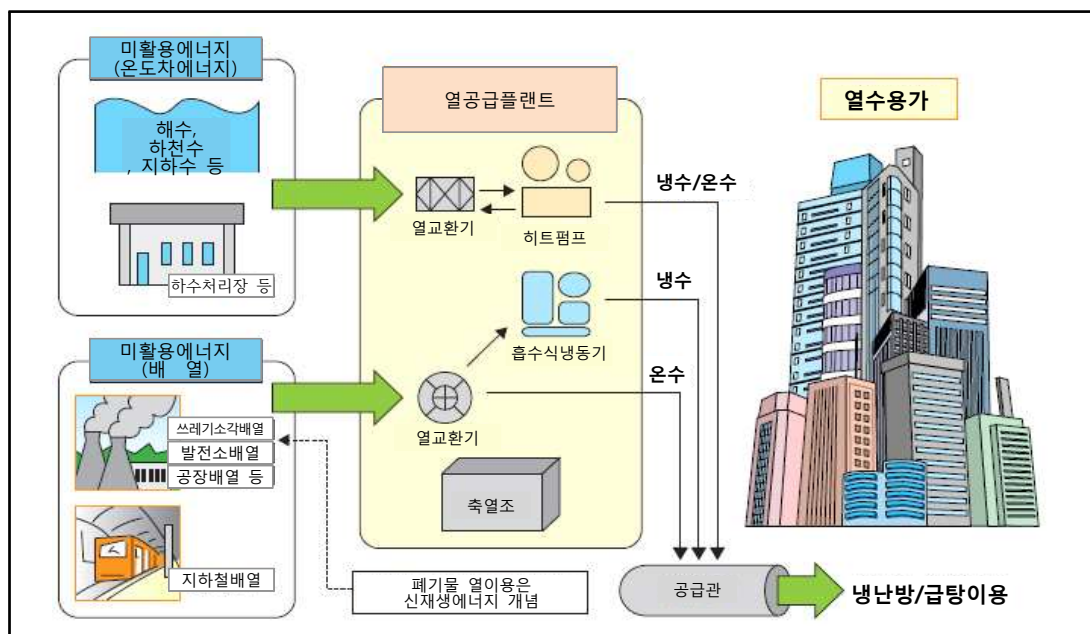 미활용에너지
(온도차에너지)
해수,
하천수
, 지하수 등
하수처리장 등
미활용에너지
(배 열)
쓰레기소각배열
발전소배열
공장배열 등
지하철배열
열공급플랜트
열교환기
히트펌프
흡수식냉동기
열교환기
축열조
폐기물 열이용은
신재생에너지 개념
냉수/온수
냉수
온수
공급관
열수용가
냉난방/급탕이용